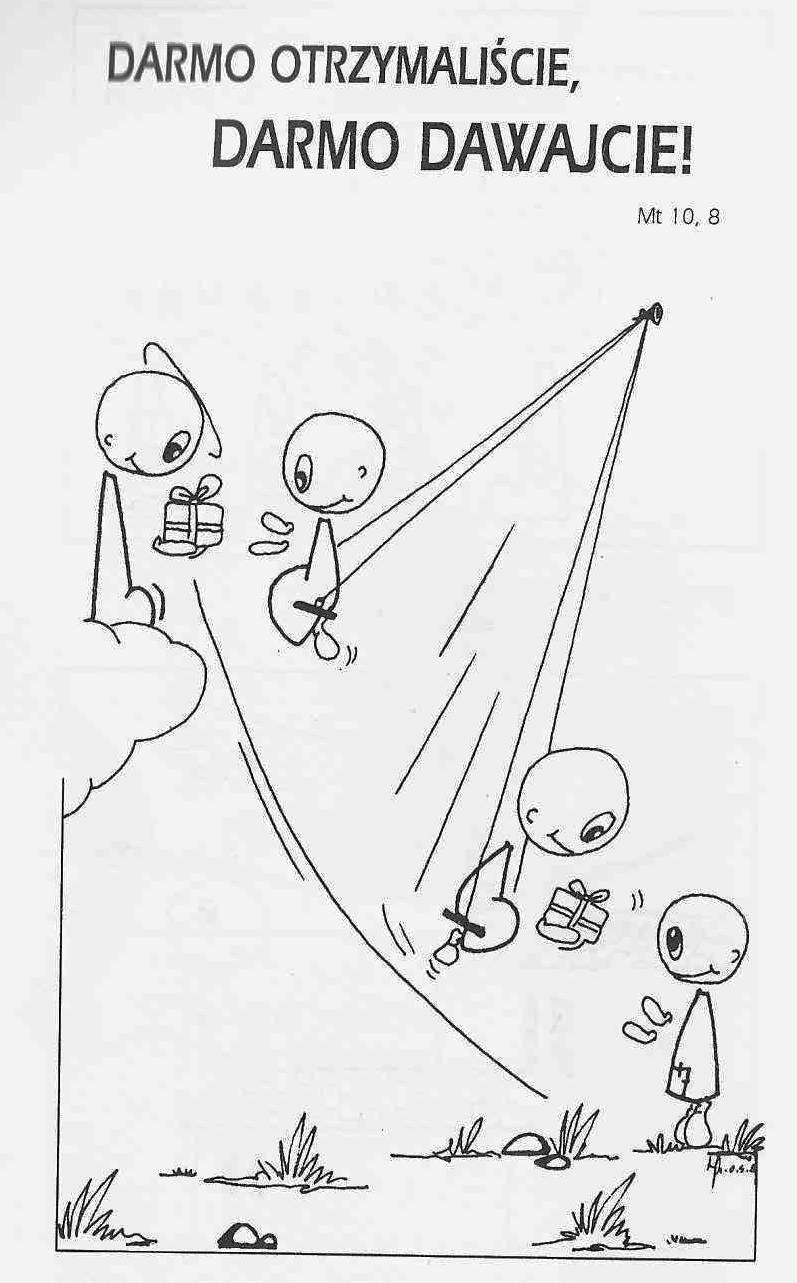 DARMO OTRZYMALIŚCIE,
DARMO DAWAJCIE!
Mt 10, 8